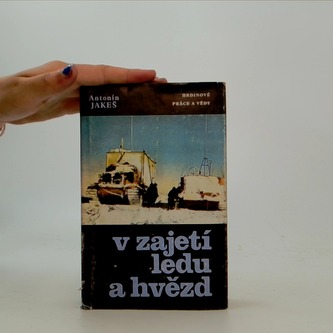 Antonín
JAKEŠ
HRDINOVÉ
PRÁCE A VĚDY
v zajetí
ledu
a hvězd